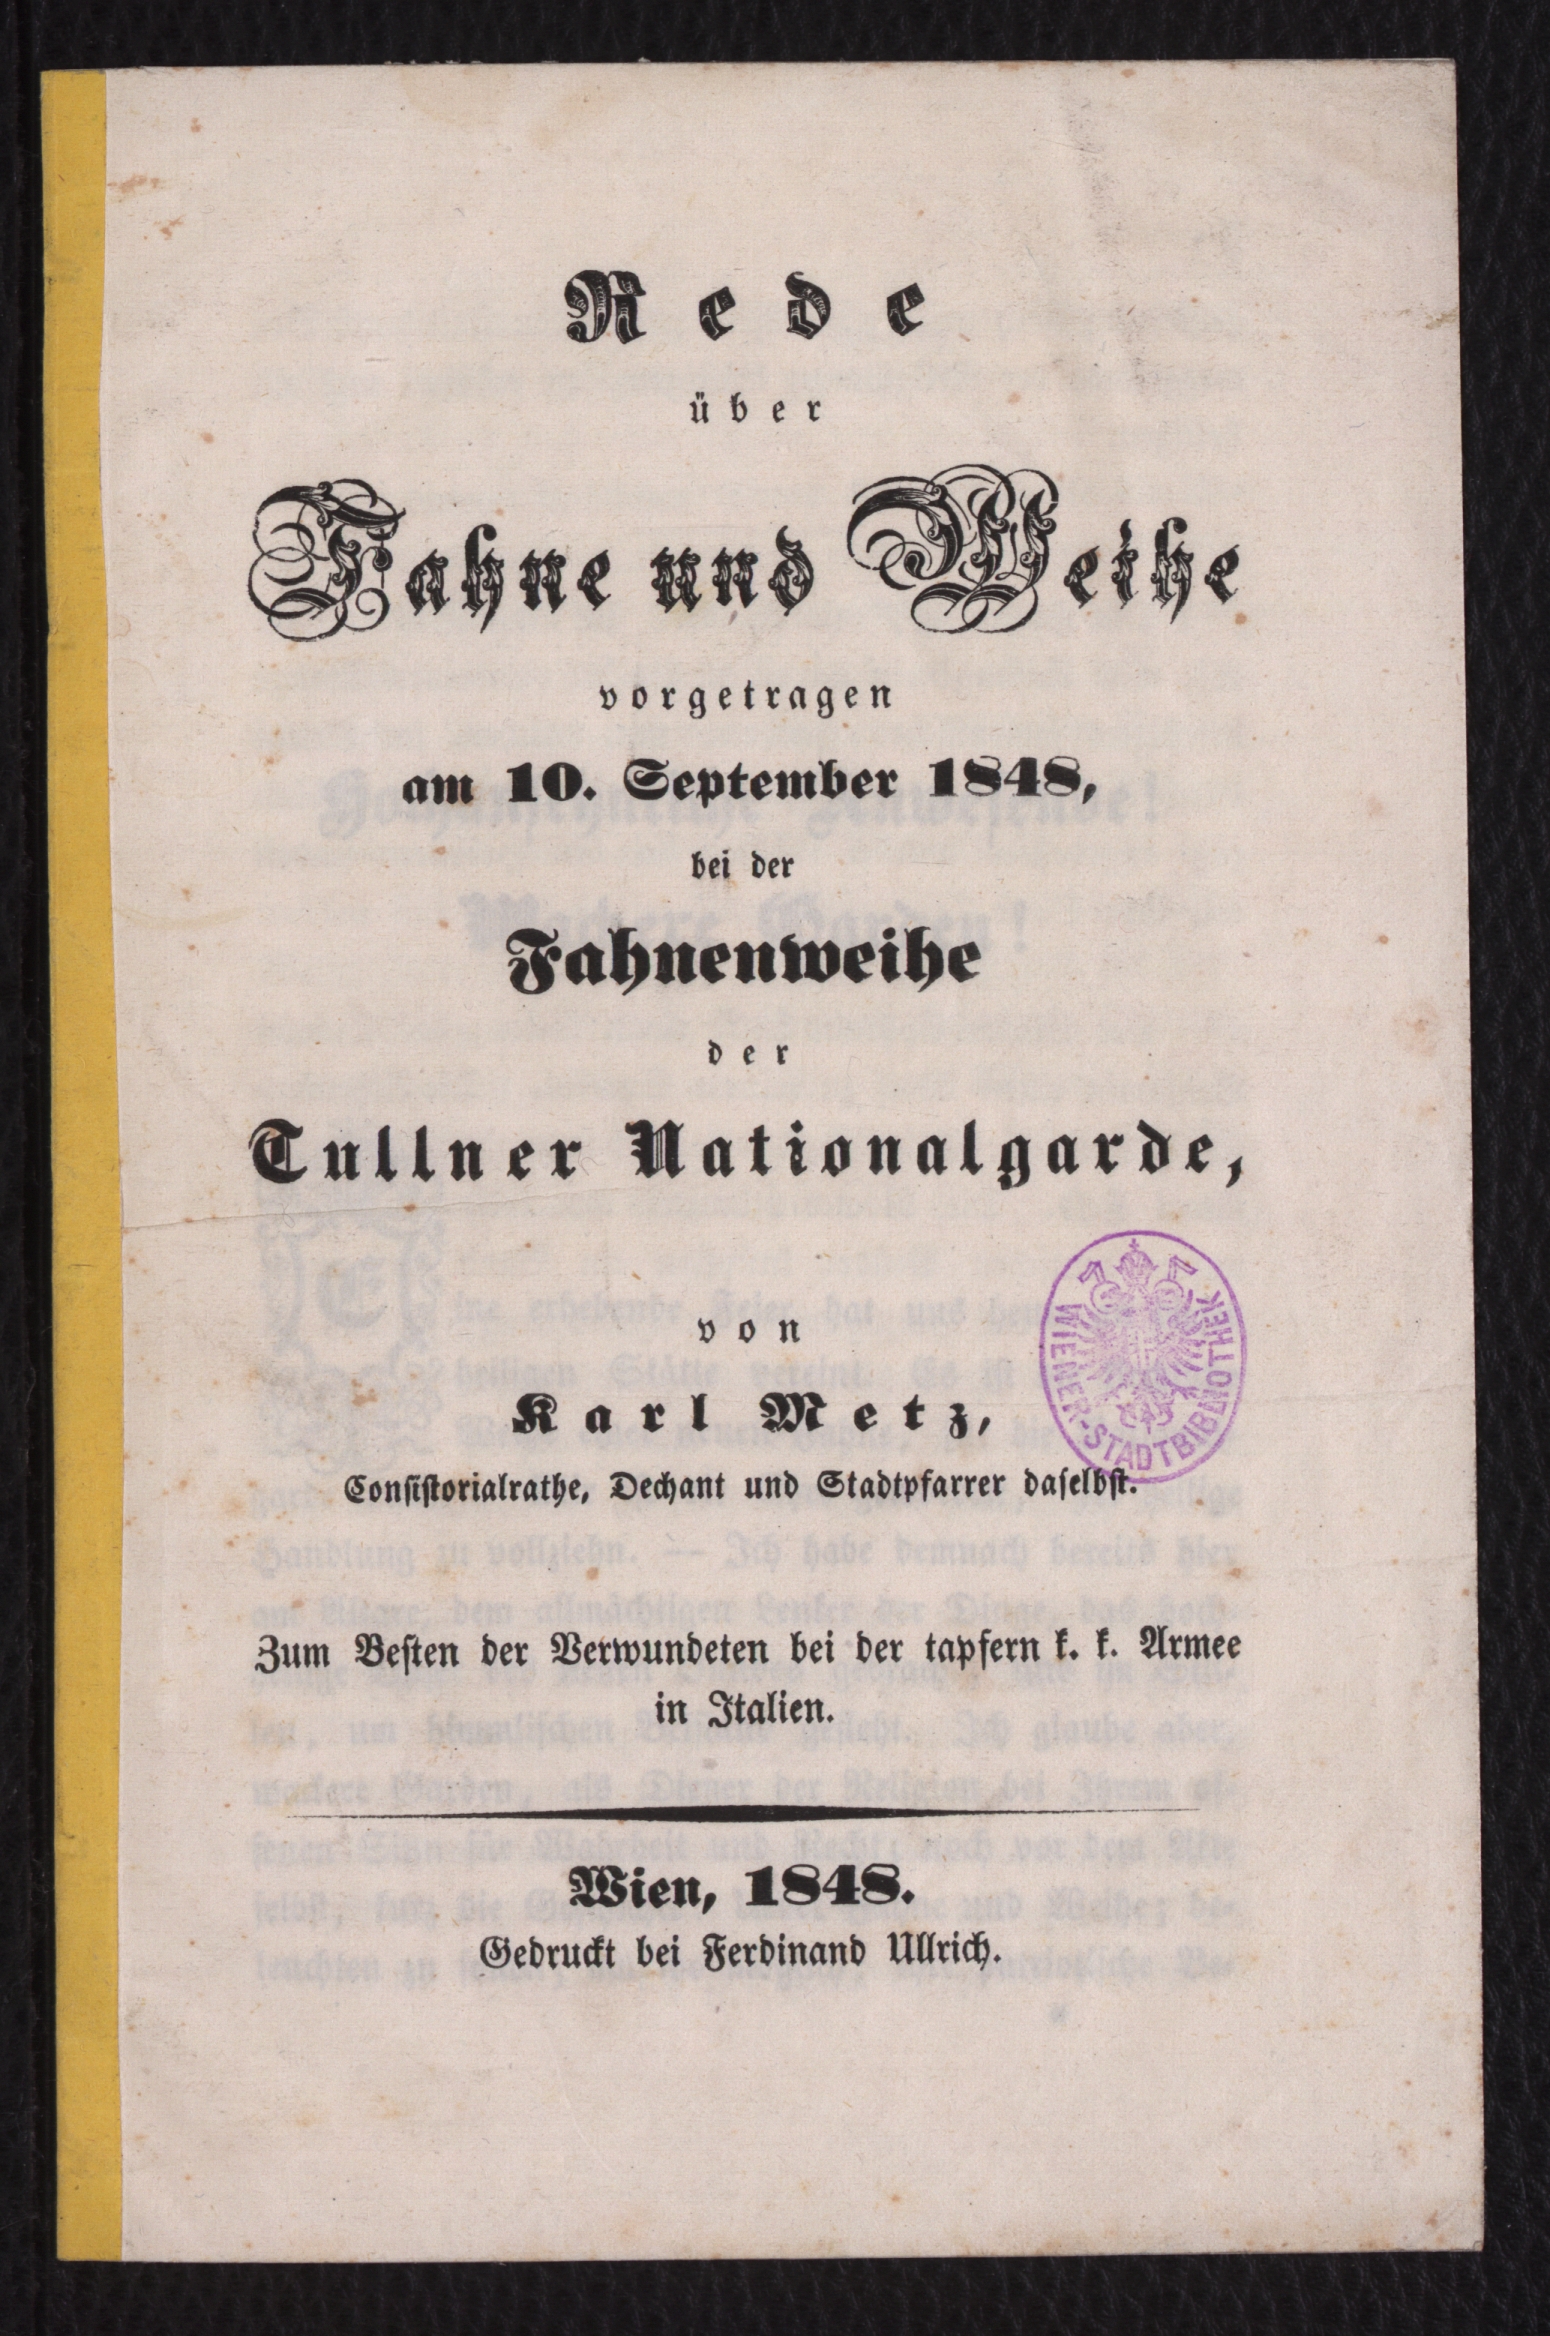 Rede
über
Fahne und Weihe
vorgetragen
am 10. September 1848,
bei der
Fahnenweihe
der
Tullner Nationalgarde,
von
Karl Metz,
Consistorialrathe, Dechant und Stadtpfarrer daselbst.
WIENER-STADTBIBLIOTHEK
Zum Besten der Verwundeten bei der tapfern k. k. Armee
in Italien.
Wien, 1848.
Gedruckt bei Ferdinand Ullrich.